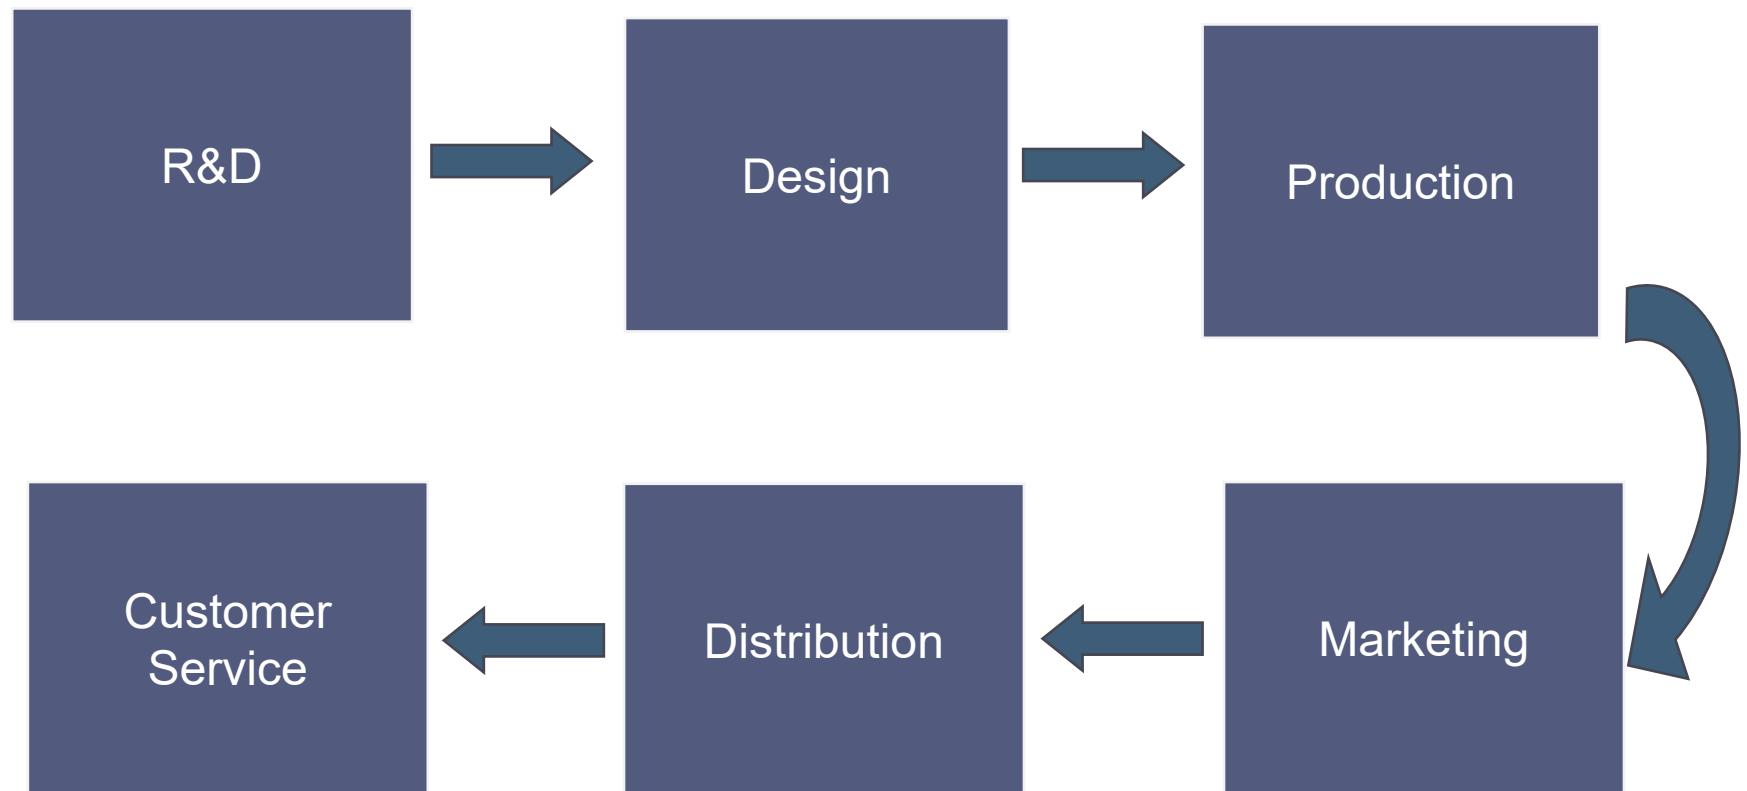 R&D
Design
Production
Marketing
Distribution
Customer
Service